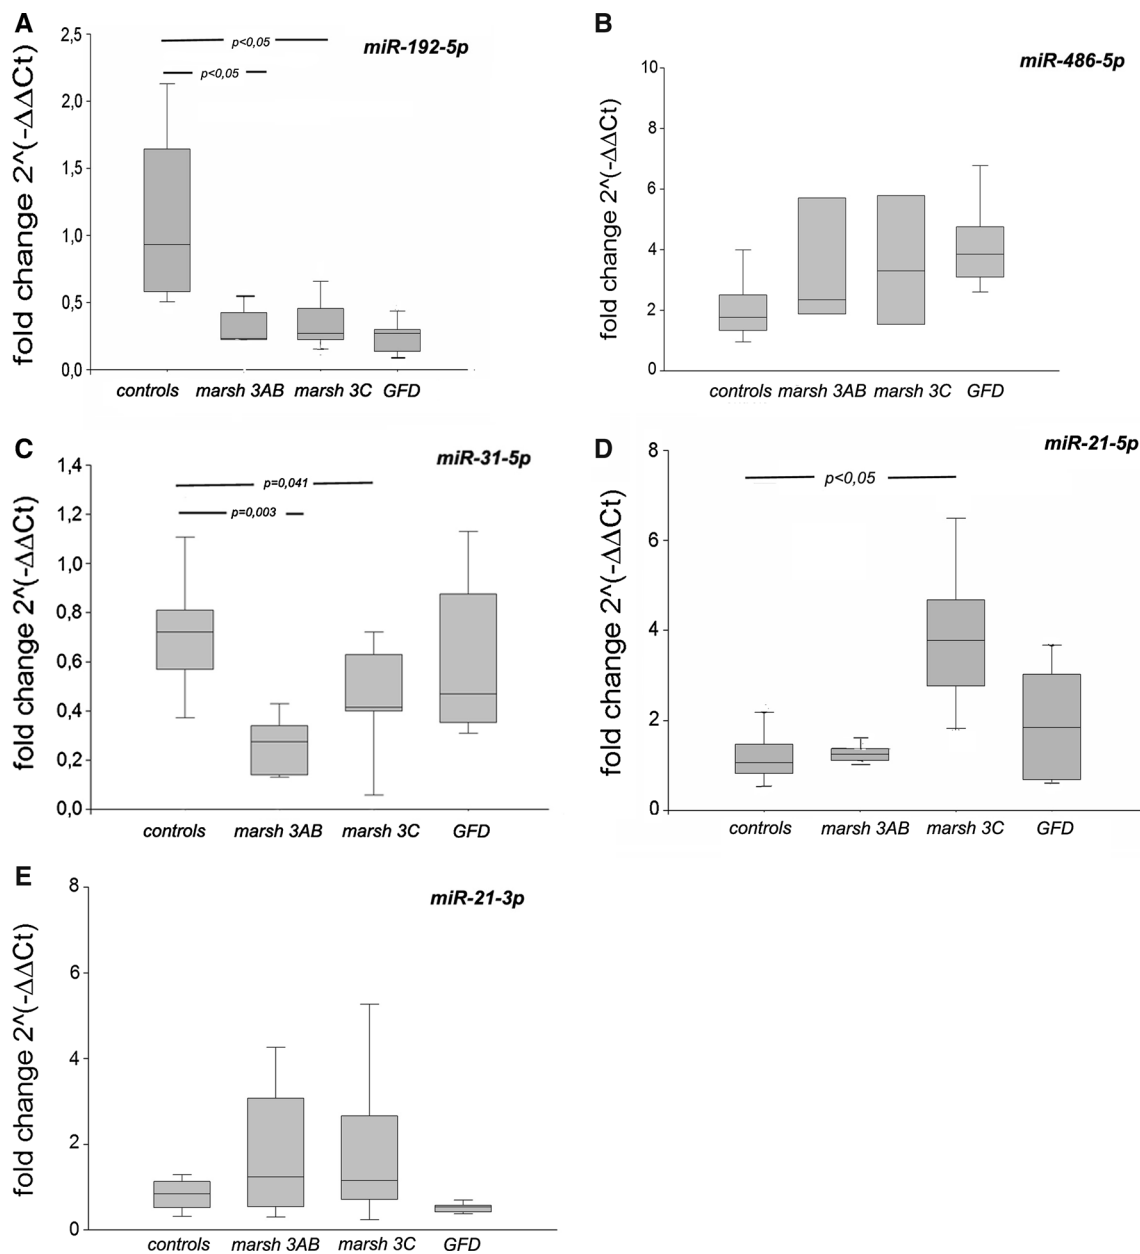 A
miR-192-5p
fold change 2^(-ΔΔCt)
2,5
2,0
1,5
1,0
0,5
0,0
p<0,05
p<0,05
controls marsh 3AB marsh 3C GFD
B
miR-486-5p
fold change 2^(-ΔΔCt)
10
8
6
4
2
0
controls marsh 3AB marsh 3C GFD
C
miR-31-5p
fold change 2^(-ΔΔCt)
1,4
1,2
1,0
0,8
0,6
0,4
0,2
0,0
p=0,041
p=0,003
controls marsh 3AB marsh 3C GFD
D
miR-21-5p
fold change 2^(-ΔΔCt)
8
6
4
2
0
p<0,05
controls marsh 3AB marsh 3C GFD
E
miR-21-3p
fold change 2^(-ΔΔCt)
8
6
4
2
0
controls marsh 3AB marsh 3C GFD